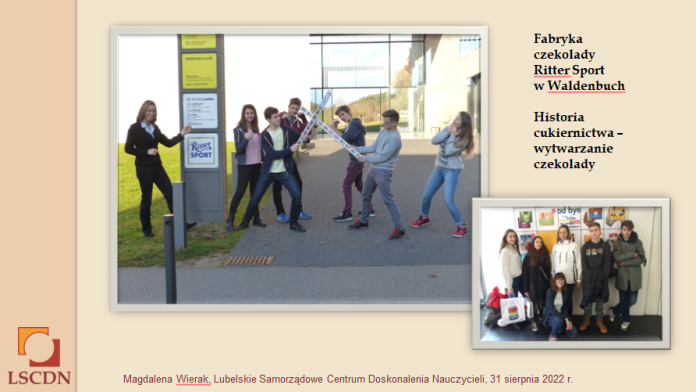 Fabryka
czekolady
Ritter Sport
w Waldenbuch
Historia
cukiernictwa –
wytwarzanie
czekolady
Ritter
SPORT
LSCDN
Magdalena Wierak, Lubelskie Samorządowe Centrum Doskonalenia Nauczycieli, 31 sierpnia 2022 r.